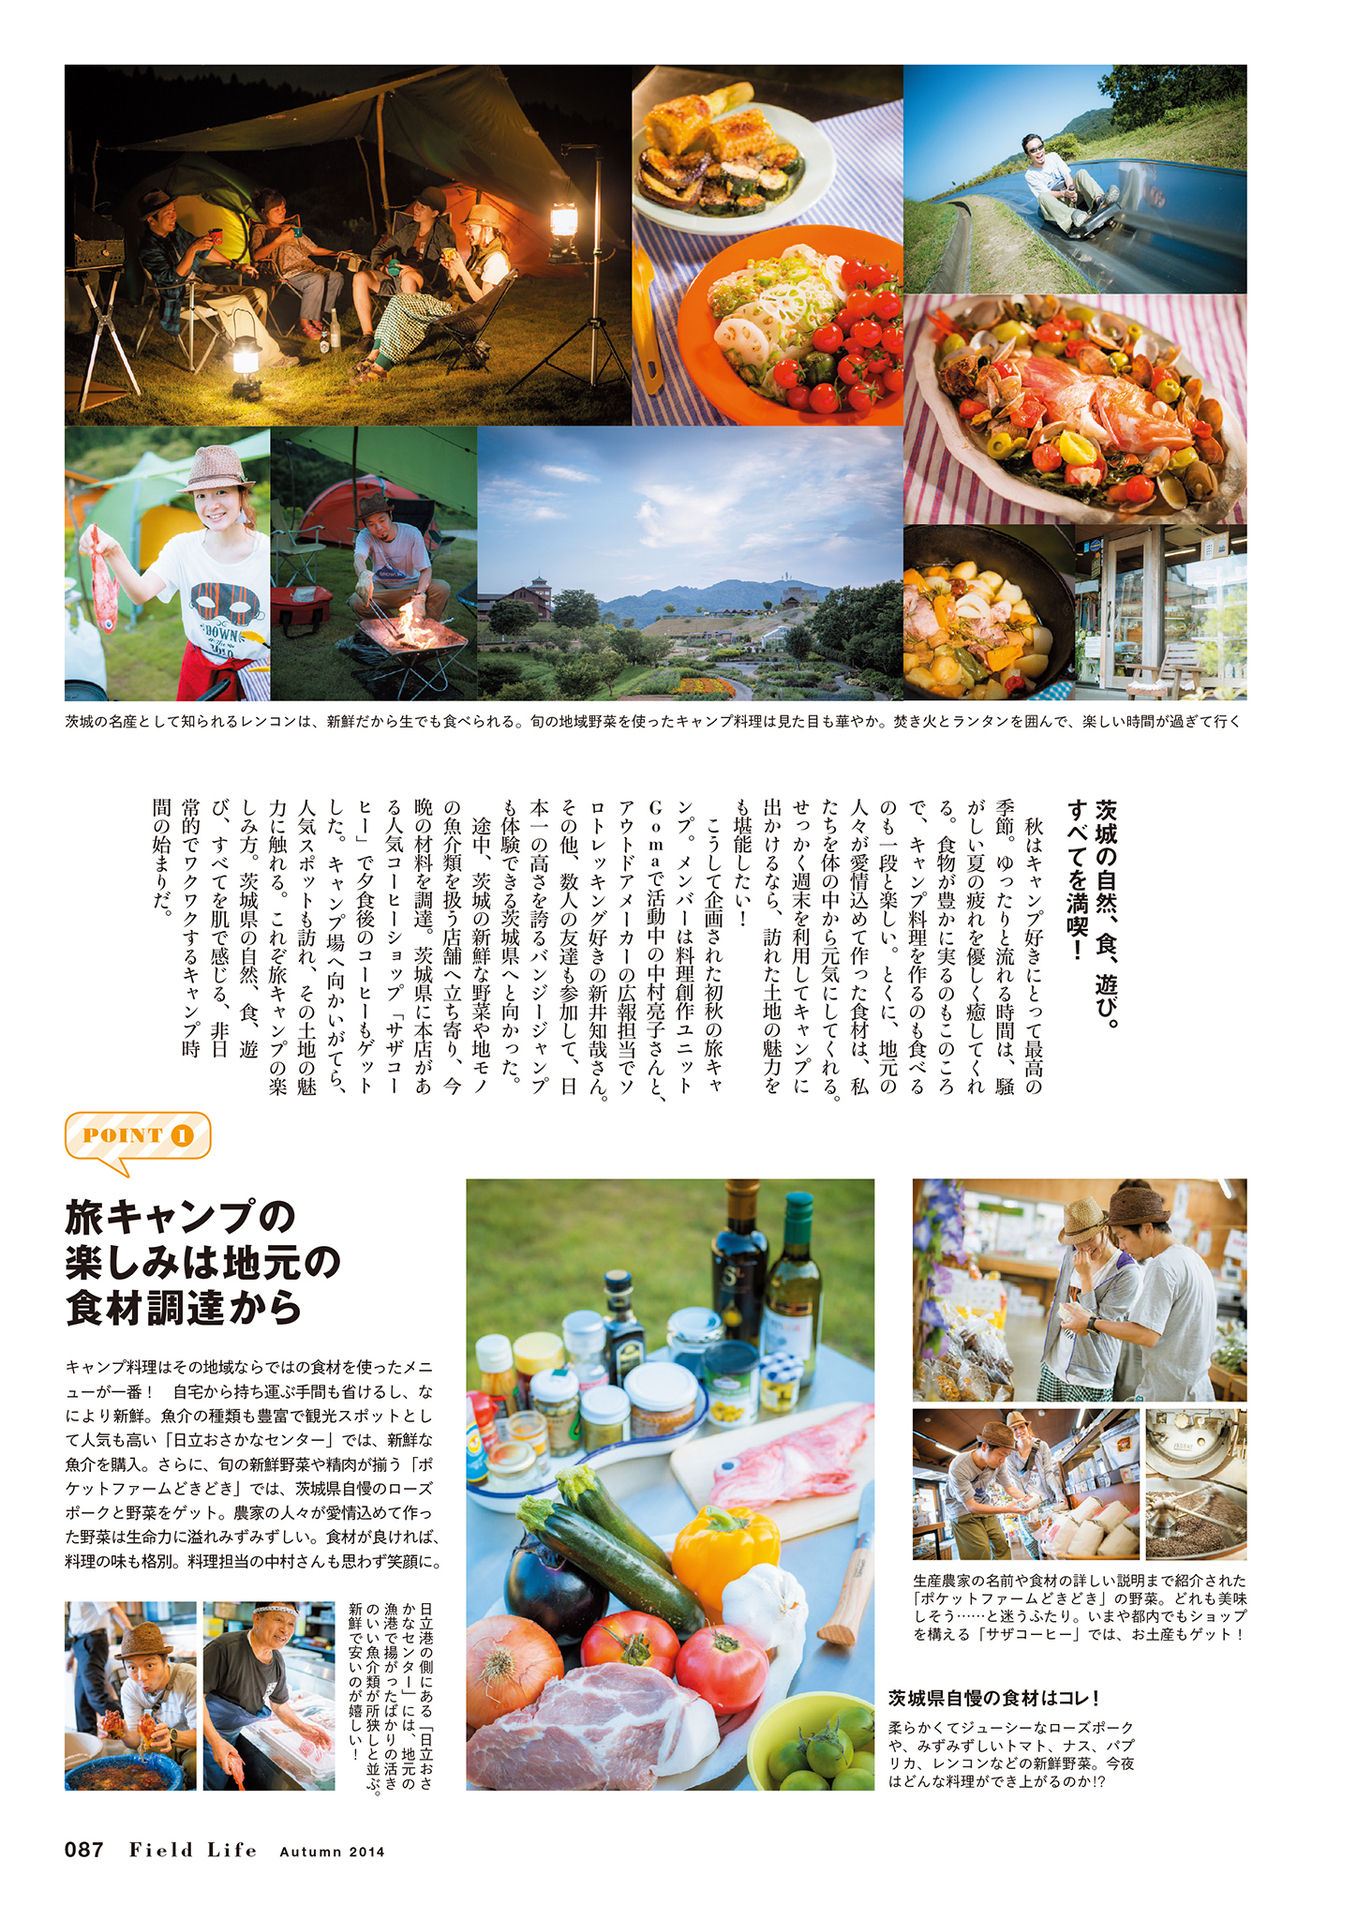 茨城の名産として知られるレンコンは、新鮮だから生でも食べられる。旬の地域野菜を使ったキャンプ料理は見た目も華やか。焚き火とランタンを囲んで、楽しい時間が過ぎて行く
茨城の自然、食、遊び。
すべてを満喫！
秋はキャンプ好きにとって最高の
季節。ゆったりと流れる時間は、騒
がしい夏の疲れを優しく癒してくれ
る。食物が豊かに実るのもこのころ
で、キャンプ料理を作るのも食べる
のも一段と楽しい。とくに、地元の
人々が愛情込めて作った食材は、私
たちを体の中から元気にしてくれる。
せっかく週末を利用してキャンプに
出かけるなら、訪れた土地の魅力を
も堪能したい！
こうして企画された初秋の旅キャ
ンプ。メンバーは料理創作ユニット
Gomaで活動中の中村亮子さんと、
アウトドアメーカーの広報担当でソ
ロトレッキング好きの新井知哉さん。
その他、数人の友達も参加して、日
本一の高さを誇るバンジージャンプ
も体験できる茨城県へと向かった。
途中、茨城の新鮮な野菜や地モノ
の魚介類を扱う店舗へ立ち寄り、今
晩の材料を調達。茨城県に本店があ
る人気コーヒーショップ「サザコー
ヒー」で夕食後のコーヒーもゲット
した。キャンプ場へ向かいがてら、
人気スポットも訪れ、その土地の魅
力に触れる。これぞ旅キャンプの楽
しみ方。茨城県の自然、食、遊
び、すべてを肌で感じる、非日
常的でワクワクするキャンプ時
間の始まりだ。
POINT 1
旅キャンプの
楽しみは地元の
食材調達から
キャンプ料理はその地域ならではの食材を使ったメニ
ューが一番！　自宅から持ち運ぶ手間も省けるし、な
により新鮮。魚介の種類も豊富で観光スポットとし
て人気も高い「日立おさかなセンター」では、新鮮な
魚介を購入。さらに、旬の新鮮野菜や精肉が揃う「ポ
ケットファームどきどき」では、茨城県自慢のローズ
ポークと野菜をゲット。農家の人々が愛情込めて作っ
た野菜は生命力に溢れみずみずしい。食材が良ければ、
料理の味も格別。料理担当の中村さんも思わず笑顔に。
日立港の側にある「日立おさ
かなセンター」には、地元の
漁港で揚がったばかりの活き
のいい魚介類が所狭しと並ぶ。
新鮮で安いのが嬉しい！
生産農家の名前や食材の詳しい説明まで紹介された
「ポケットファームどきどき」の野菜。どれも美味
しそう……と迷うふたり。いまや都内でもショップ
を構える「サザコーヒー」では、お土産もゲット！
茨城県自慢の食材はコレ！
柔らかくてジューシーなローズポーク
や、みずみずしいトマト、ナス、パプ
リカ、レンコンなどの新鮮野菜。今夜
はどんな料理ができ上がるのか!?
087 Field Life Autumn 2014